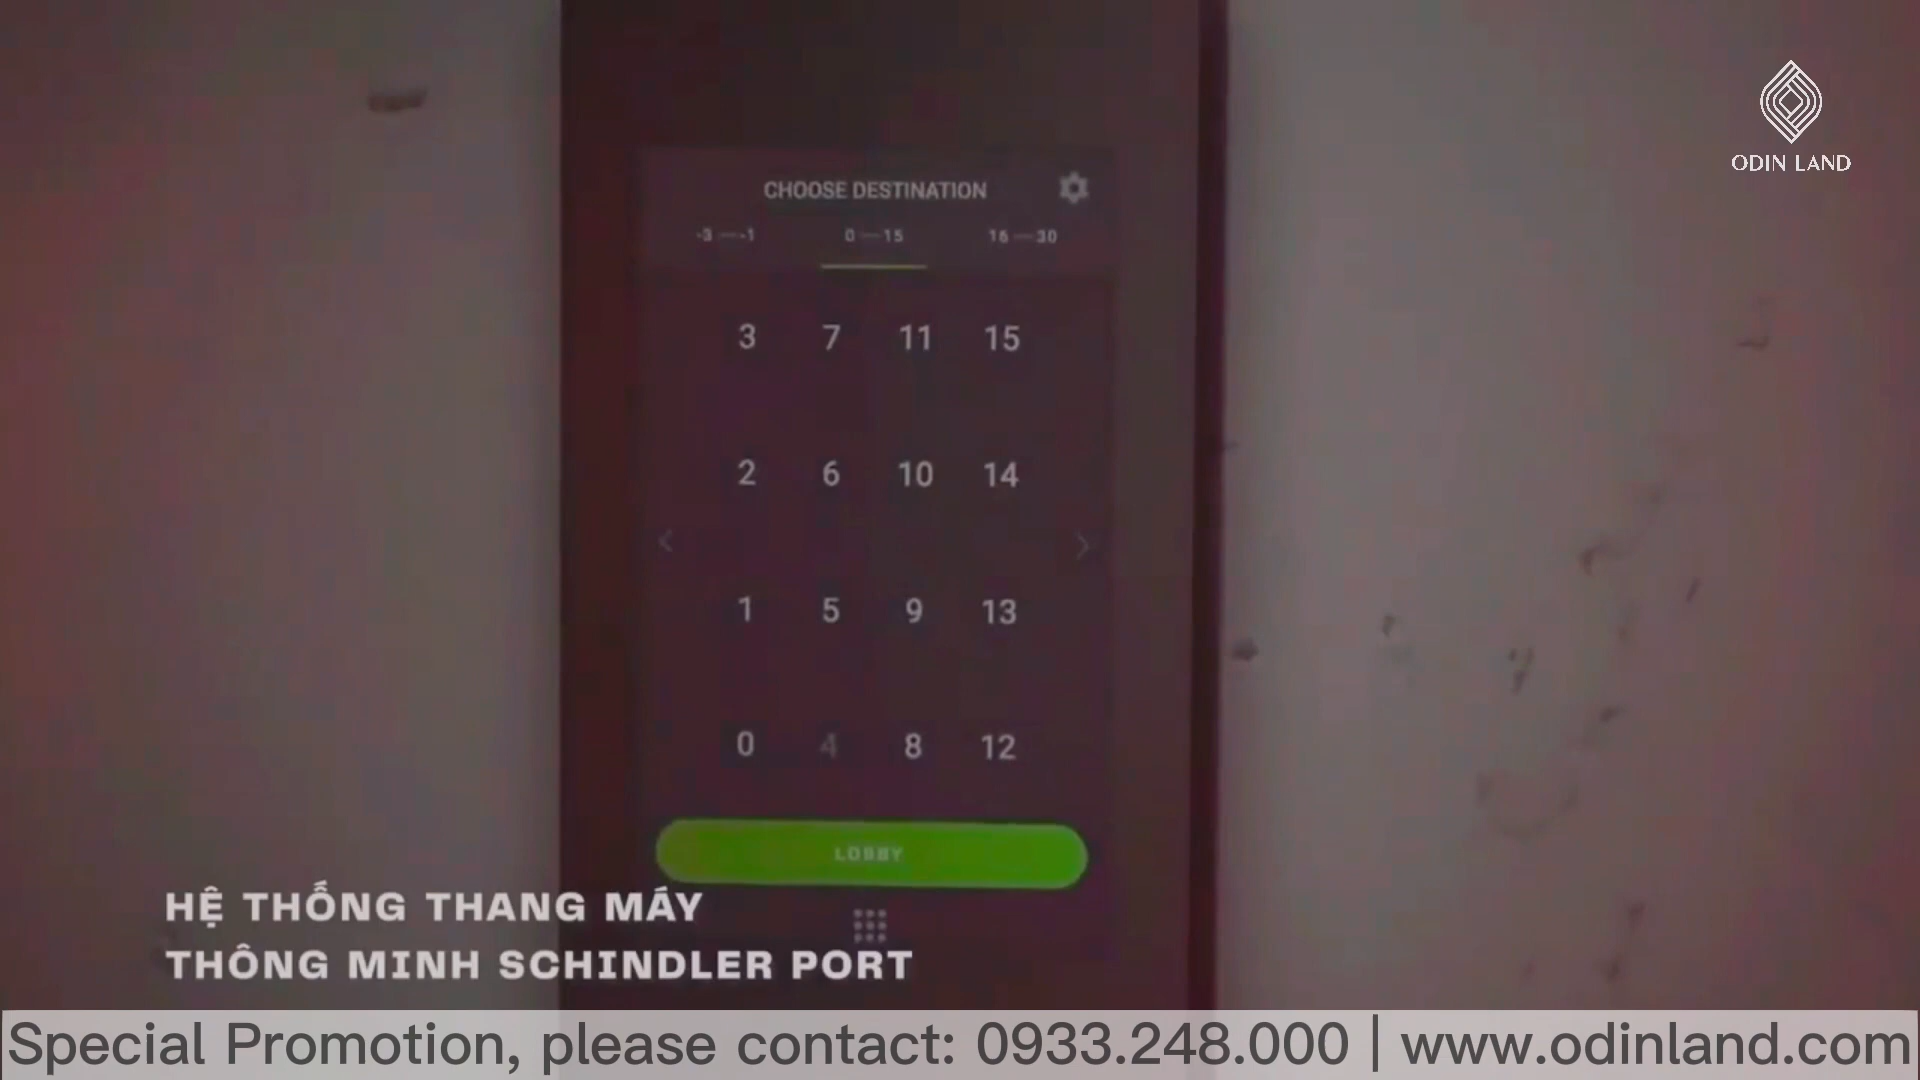 ODIN LAND
CHOOSE DESTINATION
-3 — -1 0 — 15 16 — 30
3 7 11 15
2 6 10 14
< >
1 5 9 13
0 4 8 12
LOBBY
HỆ THỐNG THANG MÁY
THÔNG MINH SCHINDLER PORT
Special Promotion, please contact: 0933.248.000 | www.odinland.com